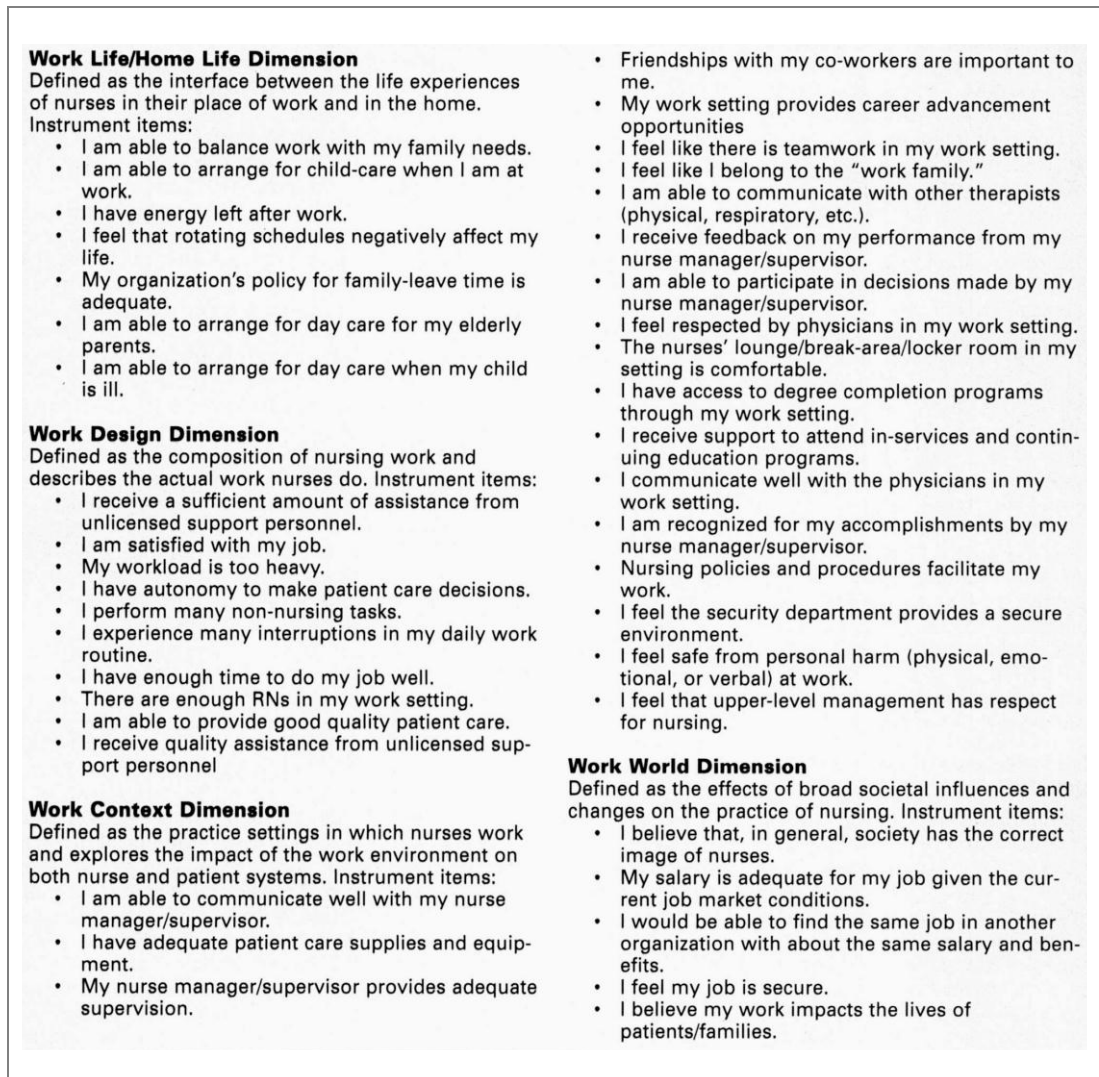 Work Life/Home Life Dimension
Defined as the interface between the life experiences
of nurses in their place of work and in the home.
Instrument items:
• I am able to balance work with my family needs.
• I am able to arrange for child-care when I am at
work.
• I have energy left after work.
• I feel that rotating schedules negatively affect my
life.
• My organization's policy for family-leave time is
adequate.
• I am able to arrange for day care for my elderly
parents.
• I am able to arrange for day care when my child
is ill.
Work Design Dimension
Defined as the composition of nursing work and
describes the actual work nurses do. Instrument items:
• I receive a sufficient amount of assistance from
unlicensed support personnel.
• I am satisfied with my job.
• My workload is too heavy.
• I have autonomy to make patient care decisions.
• I perform many non-nursing tasks.
• I experience many interruptions in my daily work
routine.
• I have enough time to do my job well.
• There are enough RNs in my work setting.
• I am able to provide good quality patient care.
• I receive quality assistance from unlicensed sup-
port personnel
Work Context Dimension
Defined as the practice settings in which nurses work
and explores the impact of the work environment on
both nurse and patient systems. Instrument items:
• I am able to communicate well with my nurse
manager/supervisor.
• I have adequate patient care supplies and equip-
ment.
• My nurse manager/supervisor provides adequate
supervision.
• Friendships with my co-workers are important to
me.
• My work setting provides career advancement
opportunities
• I feel like there is teamwork in my work setting.
• I feel like I belong to the "work family."
• I am able to communicate with other therapists
(physical, respiratory, etc.).
• I receive feedback on my performance from my
nurse manager/supervisor.
• I am able to participate in decisions made by my
nurse manager/supervisor.
• I feel respected by physicians in my work setting.
• The nurses' lounge/break-area/locker room in my
setting is comfortable.
• I have access to degree completion programs
through my work setting.
• I receive support to attend in-services and contin-
uing education programs.
• I communicate well with the physicians in my
work setting.
• I am recognized for my accomplishments by my
nurse manager/supervisor.
• Nursing policies and procedures facilitate my
work.
• I feel the security department provides a secure
environment.
• I feel safe from personal harm (physical, emo-
tional, or verbal) at work.
• I feel that upper-level management has respect
for nursing.
Work World Dimension
Defined as the effects of broad societal influences and
changes on the practice of nursing. Instrument items:
• I believe that, in general, society has the correct
image of nurses.
• My salary is adequate for my job given the cur-
rent job market conditions.
• I would be able to find the same job in another
organization with about the same salary and ben-
efits.
• I feel my job is secure.
• I believe my work impacts the lives of
patients/families.